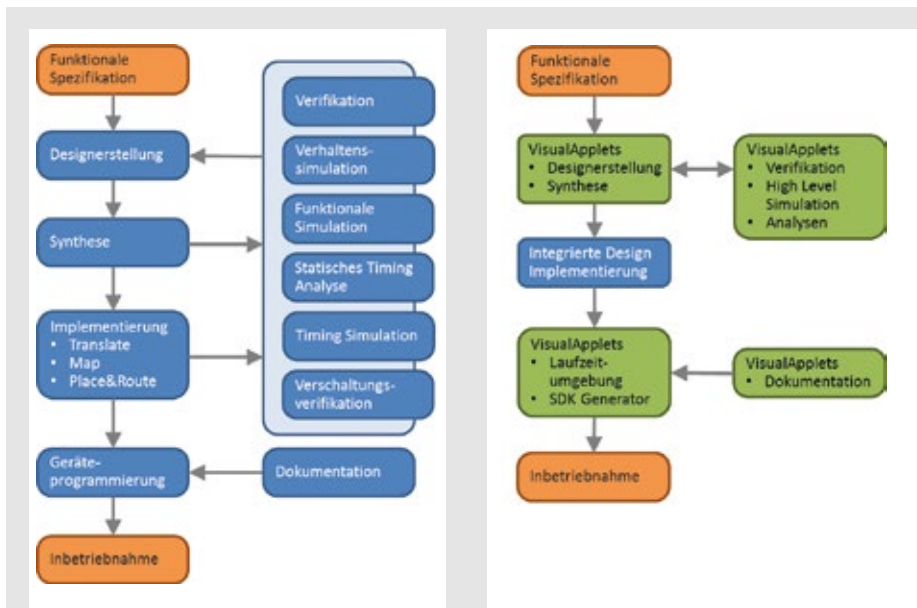 Funktionale
Spezifikation
Designerstellung
Synthese
Implementierung
• Translate
• Map
• Place&Route
Geräte-
programmierung
Inbetriebnahme
Verifikation
Verhaltens-
simulation
Funktionale
Simulation
Statisches Timing
Analyse
Timing Simulation
Verschaltungs-
verifikation
Dokumentation
Funktionale
Spezifikation
VisualApplets
• Designerstellung
• Synthese
VisualApplets
• Verifikation
• High Level
Simulation
• Analysen
Integrierte Design
Implementierung
VisualApplets
• Laufzeit-
umgebung
• SDK Generator
VisualApplets
• Dokumentation
Inbetriebnahme